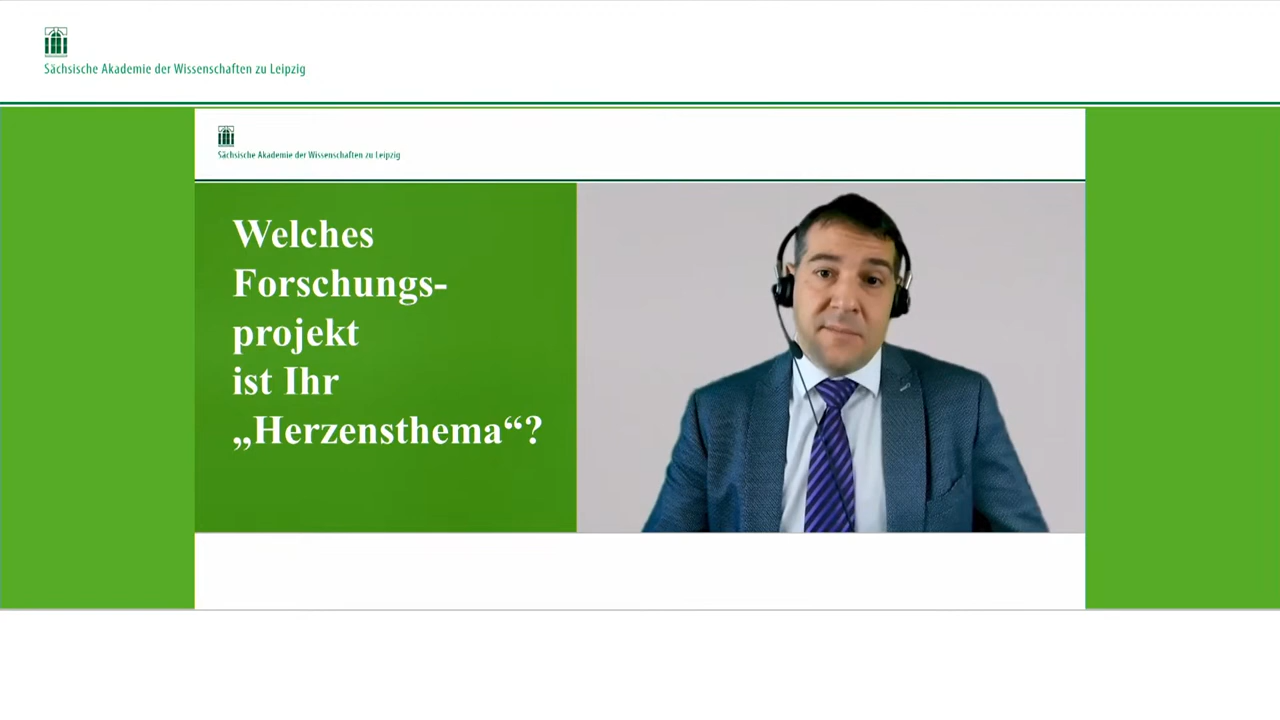 Sächsische Akademie der Wissenschaften zu Leipzig
Sächsische Akademie der Wissenschaften zu Leipzig
Welches
Forschungs-
projekt
ist Ihr
„Herzensthema“?